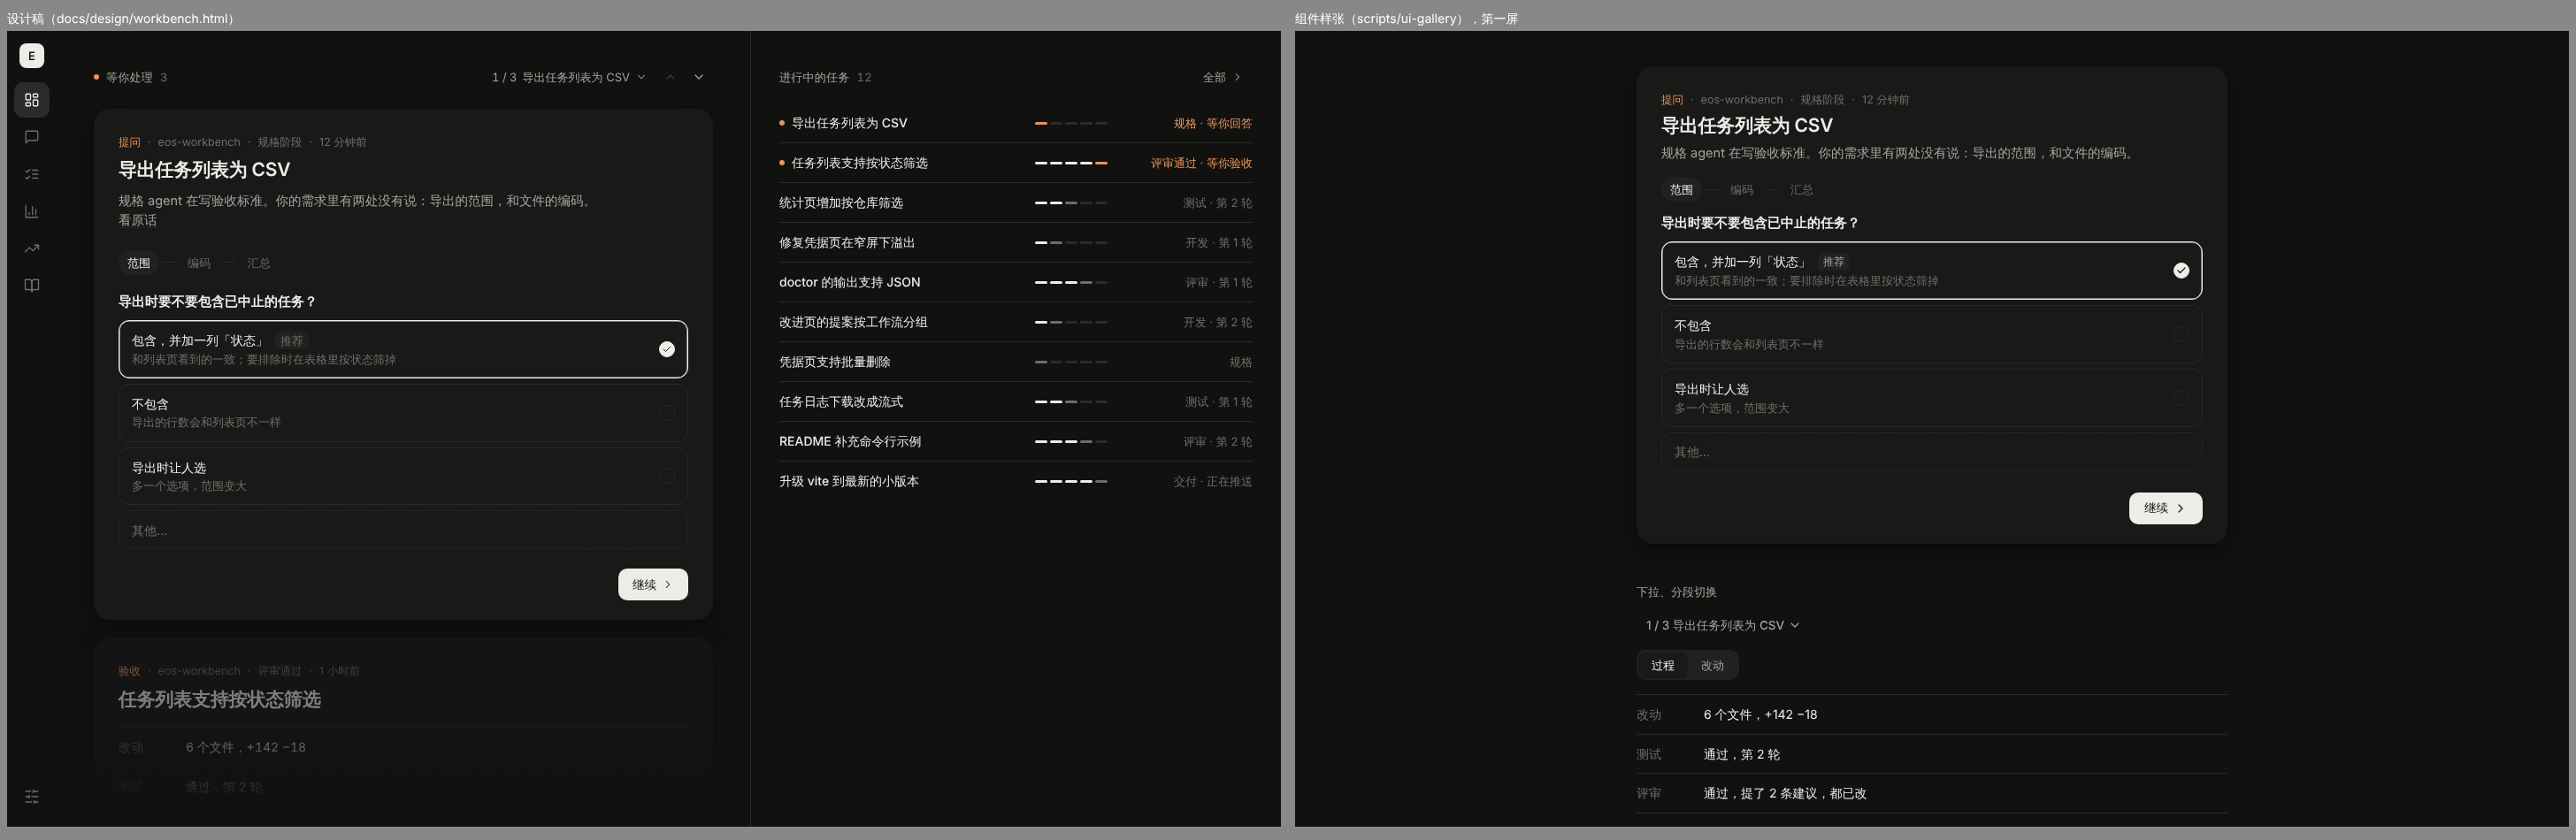 设计稿（docs/design/workbench.html）
E
等你处理 3
1 / 3 导出任务列表为 CSV
提问 · eos-workbench · 规格阶段 · 12 分钟前
导出任务列表为 CSV
规格 agent 在写验收标准。你的需求里有两处没有说：导出的范围，和文件的编码。
看原话
范围 编码 汇总
导出时要不要包含已中止的任务？
包含，并加一列「状态」 推荐
和列表页看到的一致；要排除时在表格里按状态筛掉
不包含
导出的行数会和列表页不一样
导出时让人选
多一个选项，范围变大
其他...
继续
验收 · eos-workbench · 评审通过 · 1 小时前
任务列表支持按状态筛选
改动 6 个文件，+142 −18
测试 通过，第 2 轮
进行中的任务 12
全部
导出任务列表为 CSV 规格 · 等你回答
任务列表支持按状态筛选 评审通过 · 等你验收
统计页增加按仓库筛选 测试 · 第 2 轮
修复凭据页在窄屏下溢出 开发 · 第 1 轮
doctor 的输出支持 JSON 评审 · 第 1 轮
改进页的提案按工作流分组 开发 · 第 2 轮
凭据页支持批量删除 规格
任务日志下载改成流式 测试 · 第 1 轮
README 补充命令行示例 评审 · 第 2 轮
升级 vite 到最新的小版本 交付 · 正在推送
组件样张（scripts/ui-gallery），第一屏
提问 · eos-workbench · 规格阶段 · 12 分钟前
导出任务列表为 CSV
规格 agent 在写验收标准。你的需求里有两处没有说：导出的范围，和文件的编码。
范围 编码 汇总
导出时要不要包含已中止的任务？
包含，并加一列「状态」 推荐
和列表页看到的一致；要排除时在表格里按状态筛掉
不包含
导出的行数会和列表页不一样
导出时让人选
多一个选项，范围变大
其他...
继续
下拉、分段切换
1 / 3 导出任务列表为 CSV
过程 改动
改动 6 个文件，+142 −18
测试 通过，第 2 轮
评审 通过，提了 2 条建议，都已改